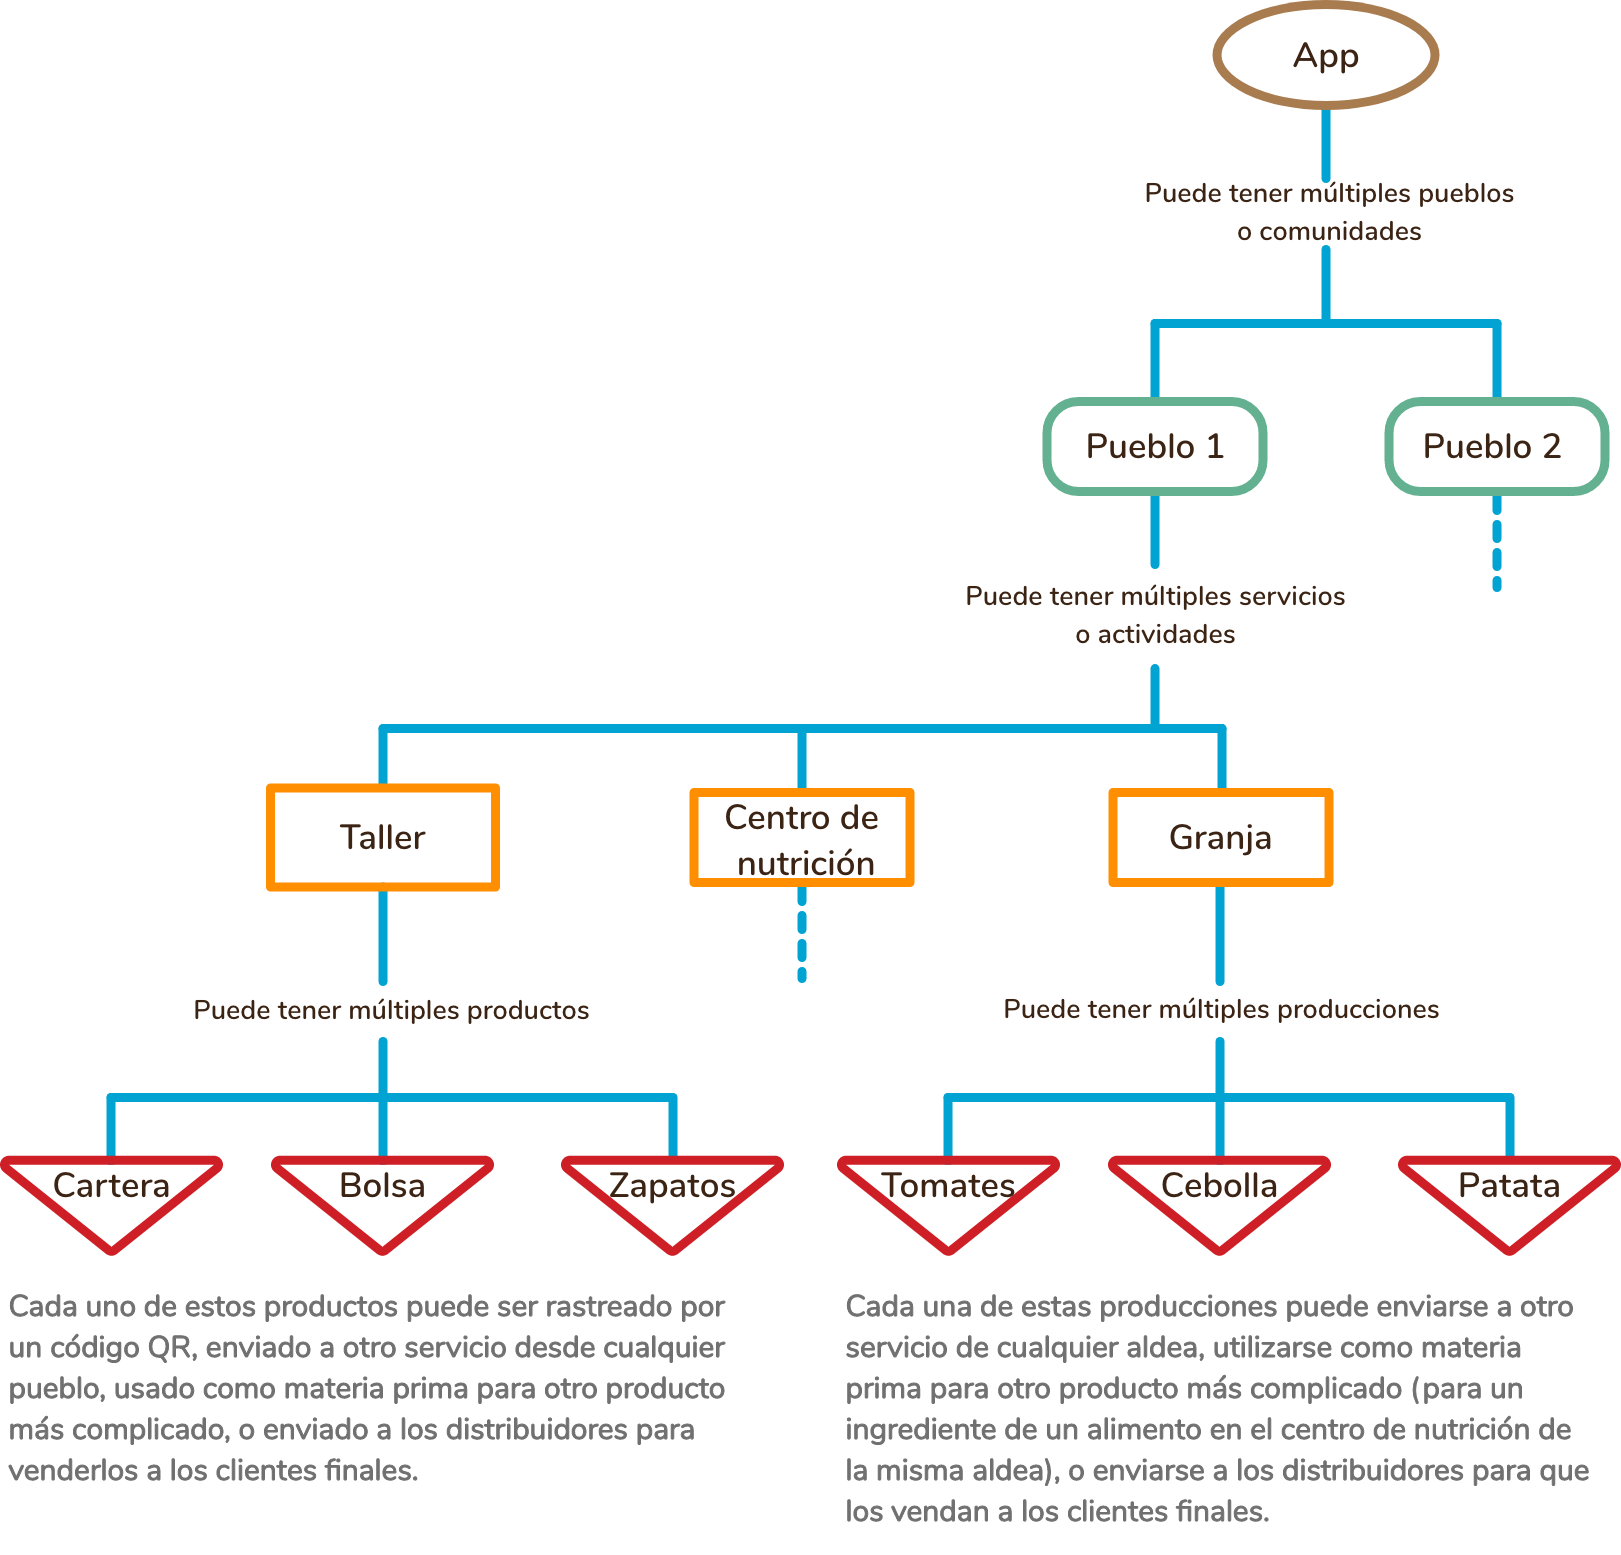 App
Puede tener múltiples pueblos
o comunidades
Pueblo 1
Pueblo 2
Puede tener múltiples servicios
o actividades
Taller
Centro de
nutrición
Granja
Puede tener múltiples productos
Puede tener múltiples producciones
Cartera
Bolsa
Zapatos
Tomates
Cebolla
Patata
Cada uno de estos productos puede ser rastreado por
un código QR, enviado a otro servicio desde cualquier
pueblo, usado como materia prima para otro producto
más complicado, o enviado a los distribuidores para
venderlos a los clientes finales.
Cada una de estas producciones puede enviarse a otro
servicio de cualquier aldea, utilizarse como materia
prima para otro producto más complicado (para un
ingrediente de un alimento en el centro de nutrición de
la misma aldea), o enviarse a los distribuidores para que
los vendan a los clientes finales.